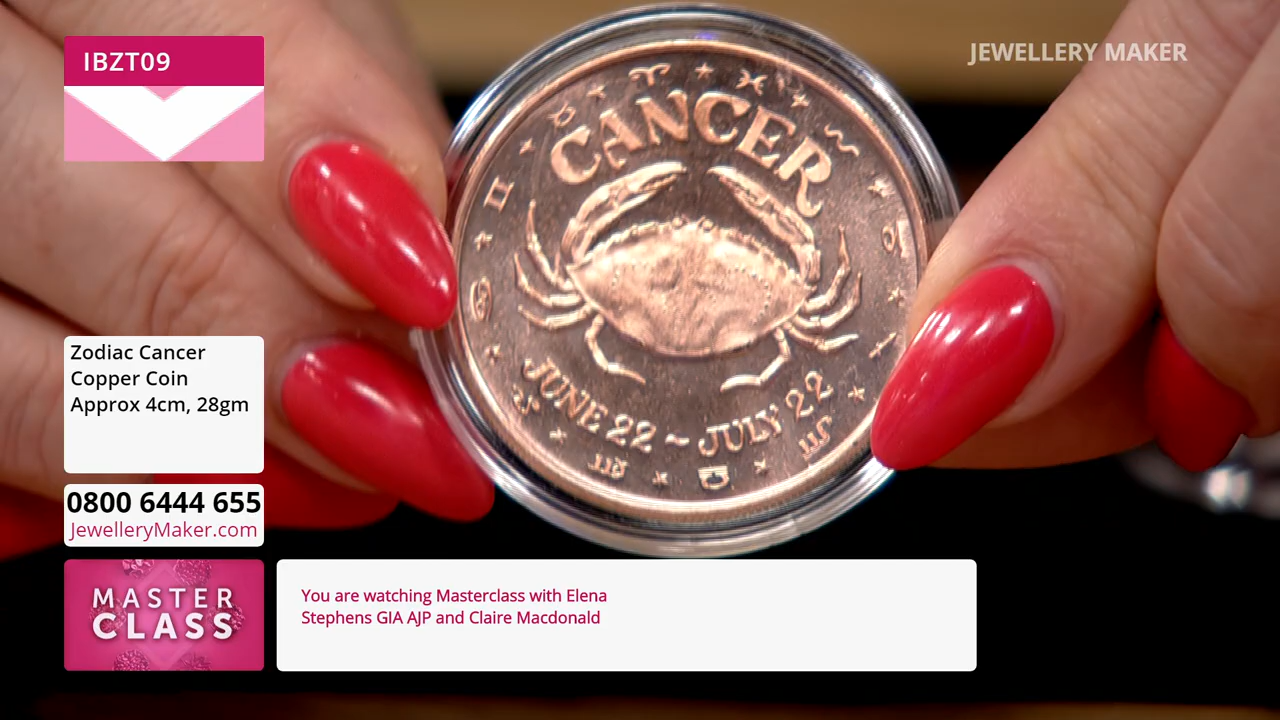 IBZT09
JEWELLERY MAKER
CANCER
JUNE 22 ~ JULY 22
Zodiac Cancer
Copper Coin
Approx 4cm, 28gm
0800 6444 655
JewelleryMaker.com
MASTER
CLASS
You are watching Masterclass with Elena
Stephens GIA AJP and Claire Macdonald